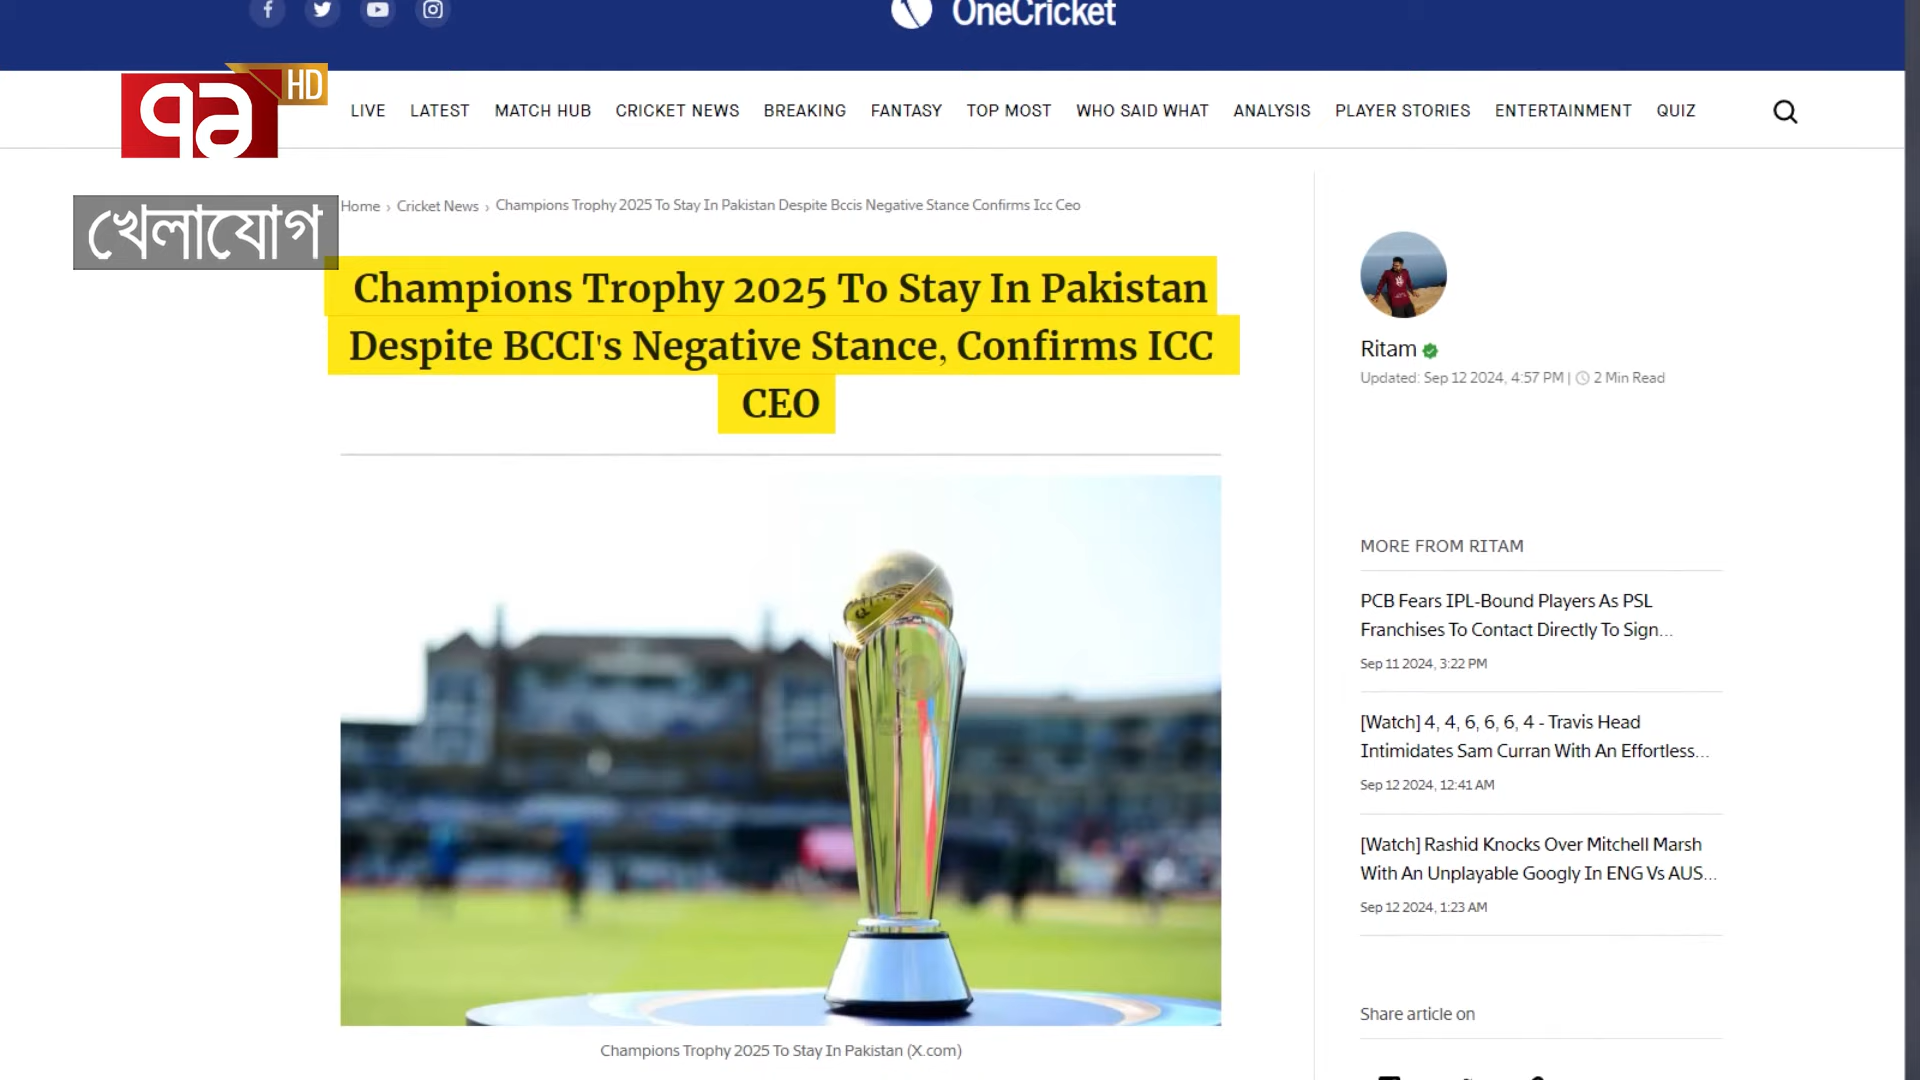 OneCricket
HD
৭১
LIVE LATEST MATCH HUB CRICKET NEWS BREAKING FANTASY TOP MOST WHO SAID WHAT ANALYSIS PLAYER STORIES ENTERTAINMENT QUIZ
খেলাযোগ
Home › Cricket News › Champions Trophy 2025 To Stay In Pakistan Despite Bccis Negative Stance Confirms Icc Ceo
Champions Trophy 2025 To Stay In Pakistan
Despite BCCI's Negative Stance, Confirms ICC
CEO
Champions Trophy 2025 To Stay In Pakistan (X.com)
Ritam
Updated: Sep 12 2024, 4:57 PM | 2 Min Read
MORE FROM RITAM
PCB Fears IPL-Bound Players As PSL
Franchises To Contact Directly To Sign...
Sep 11 2024, 3:22 PM
[Watch] 4, 4, 6, 6, 6, 4 - Travis Head
Intimidates Sam Curran With An Effortless...
Sep 12 2024, 12:41 AM
[Watch] Rashid Knocks Over Mitchell Marsh
With An Unplayable Googly In ENG Vs AUS...
Sep 12 2024, 1:23 AM
Share article on